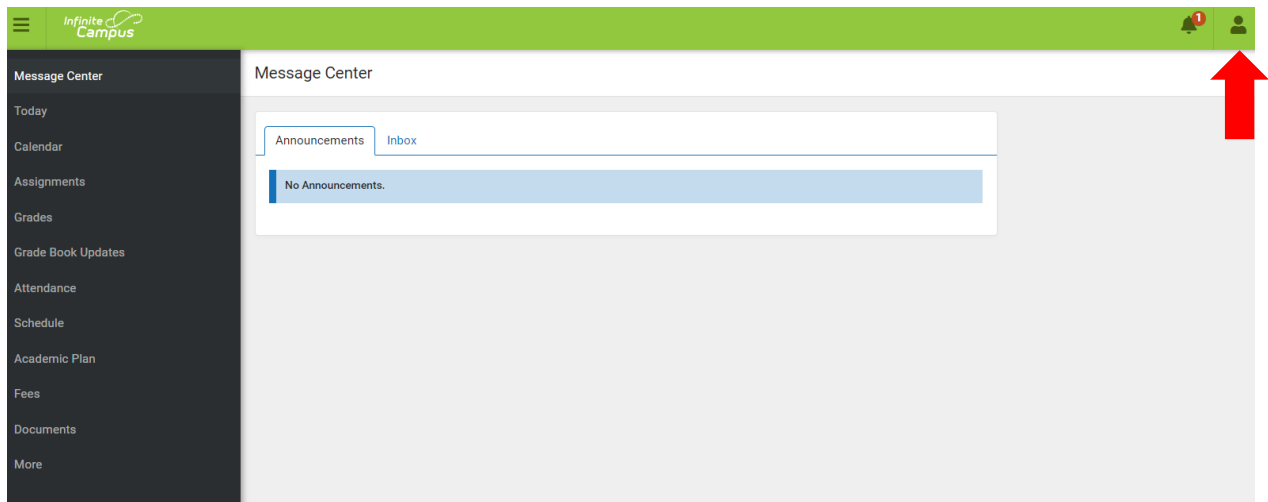 Infinite
Campus
1
Message Center
Today
Calendar
Assignments
Grades
Grade Book Updates
Attendance
Schedule
Academic Plan
Fees
Documents
More
Message Center
Announcements Inbox
No Announcements.